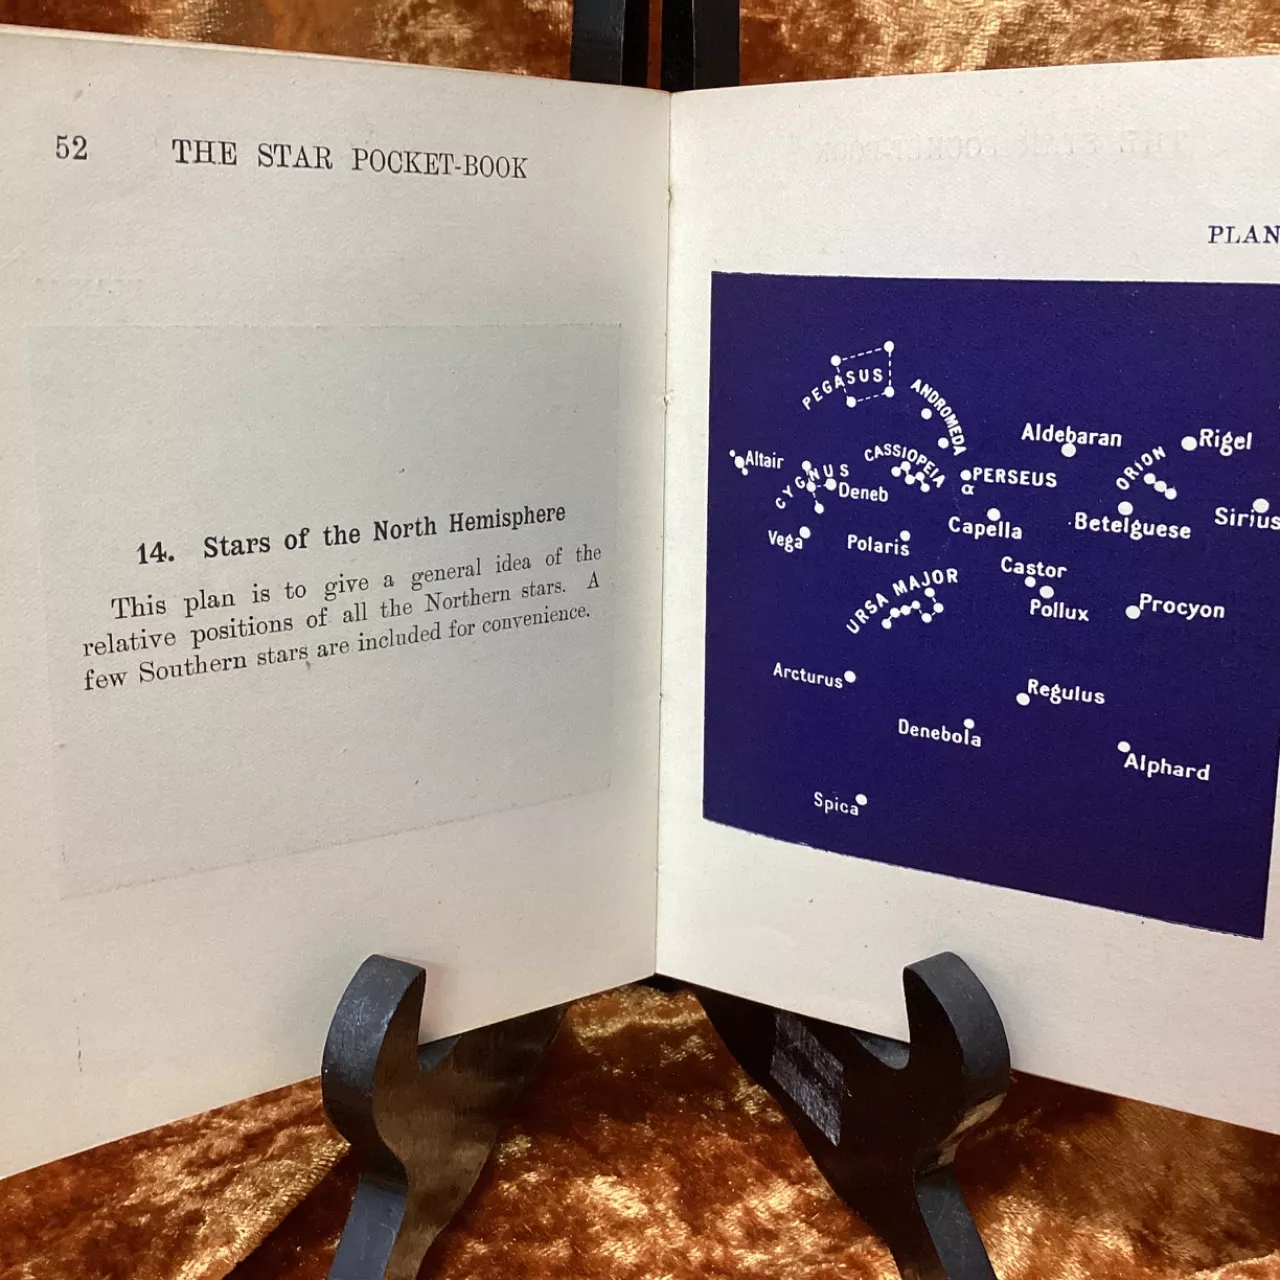 52 THE STAR POCKET-BOOK
14. Stars of the North Hemisphere
This plan is to give a general idea of the
relative positions of all the Northern stars. A
few Southern stars are included for convenience.
PLAN
PEGASUS
ANDROMEDA
Aldebaran
Rigel
ORION
Altair
CASSIOPEIA
CYGNUS
Deneb
PERSEUS
α
Capella
Betelguese
Sirius
Vega
Polaris
Castor
URSA MAJOR
Pollux
Procyon
Arcturus
Regulus
Denebola
Alphard
Spica